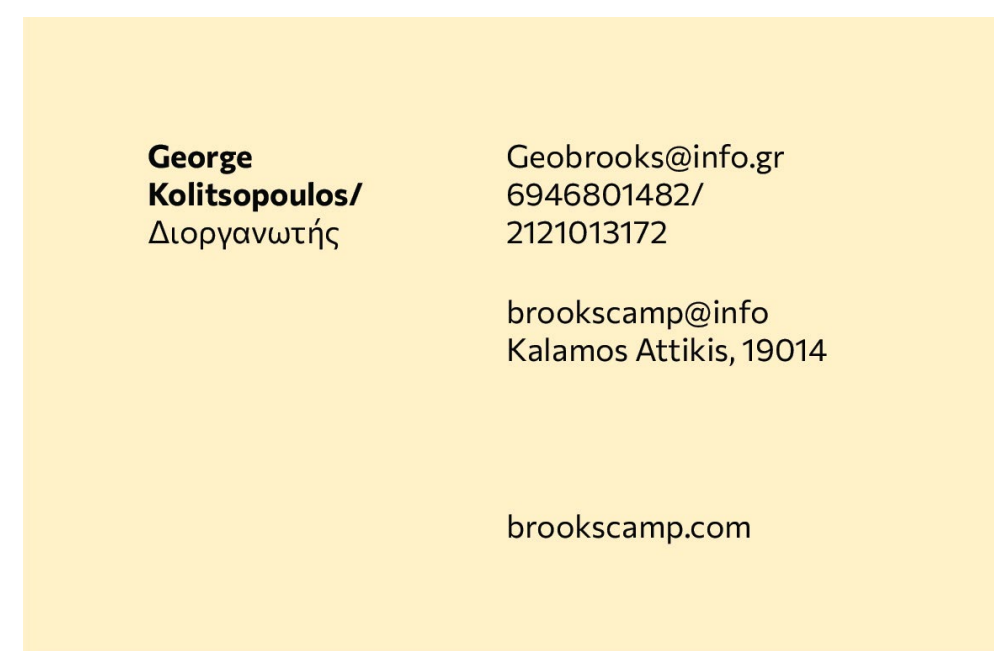 George
Kolitsopoulos/
Διοργανωτής
Geobrooks@info.gr
6946801482/
2121013172
brookscamp@info
Kalamos Attikis, 19014
brookscamp.com